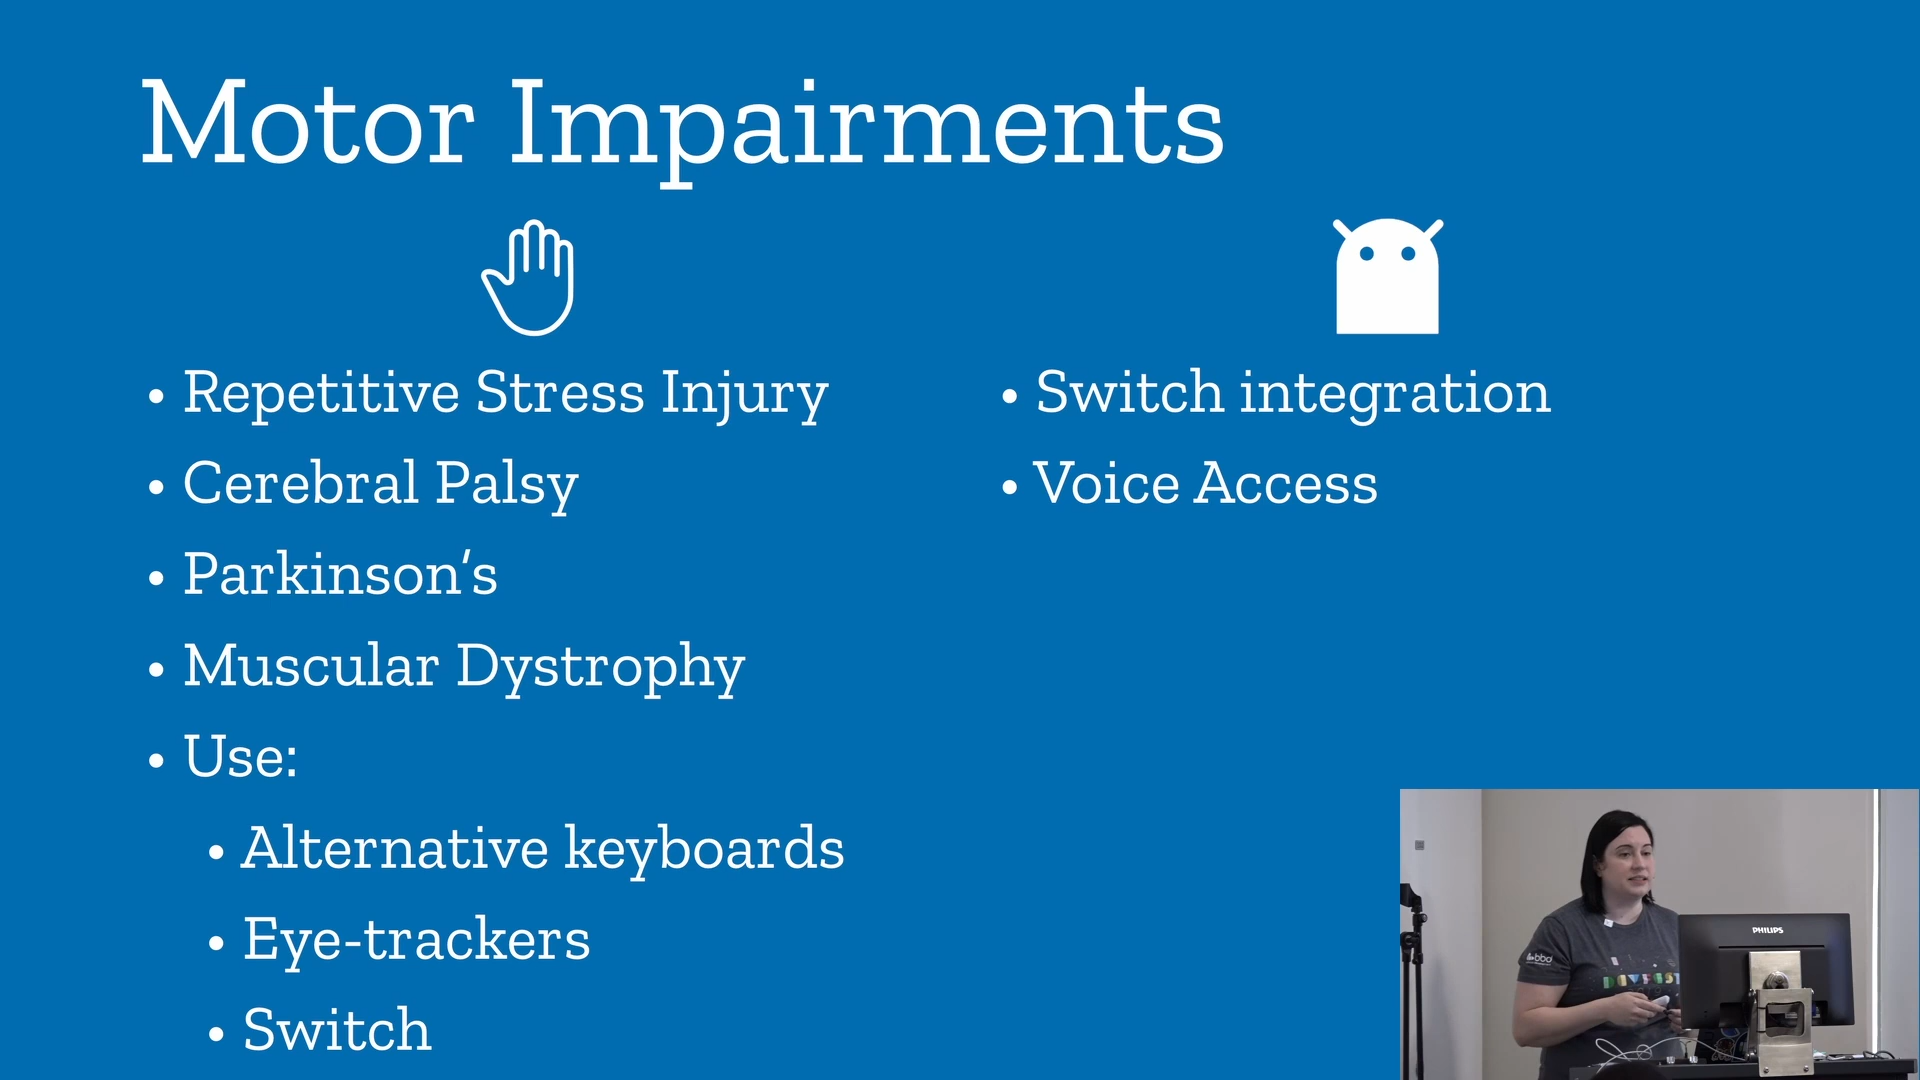 Motor Impairments
• Repetitive Stress Injury
• Cerebral Palsy
• Parkinson's
• Muscular Dystrophy
• Use:
• Alternative keyboards
• Eye-trackers
• Switch
• Switch integration
• Voice Access
PHILIPS
bbd